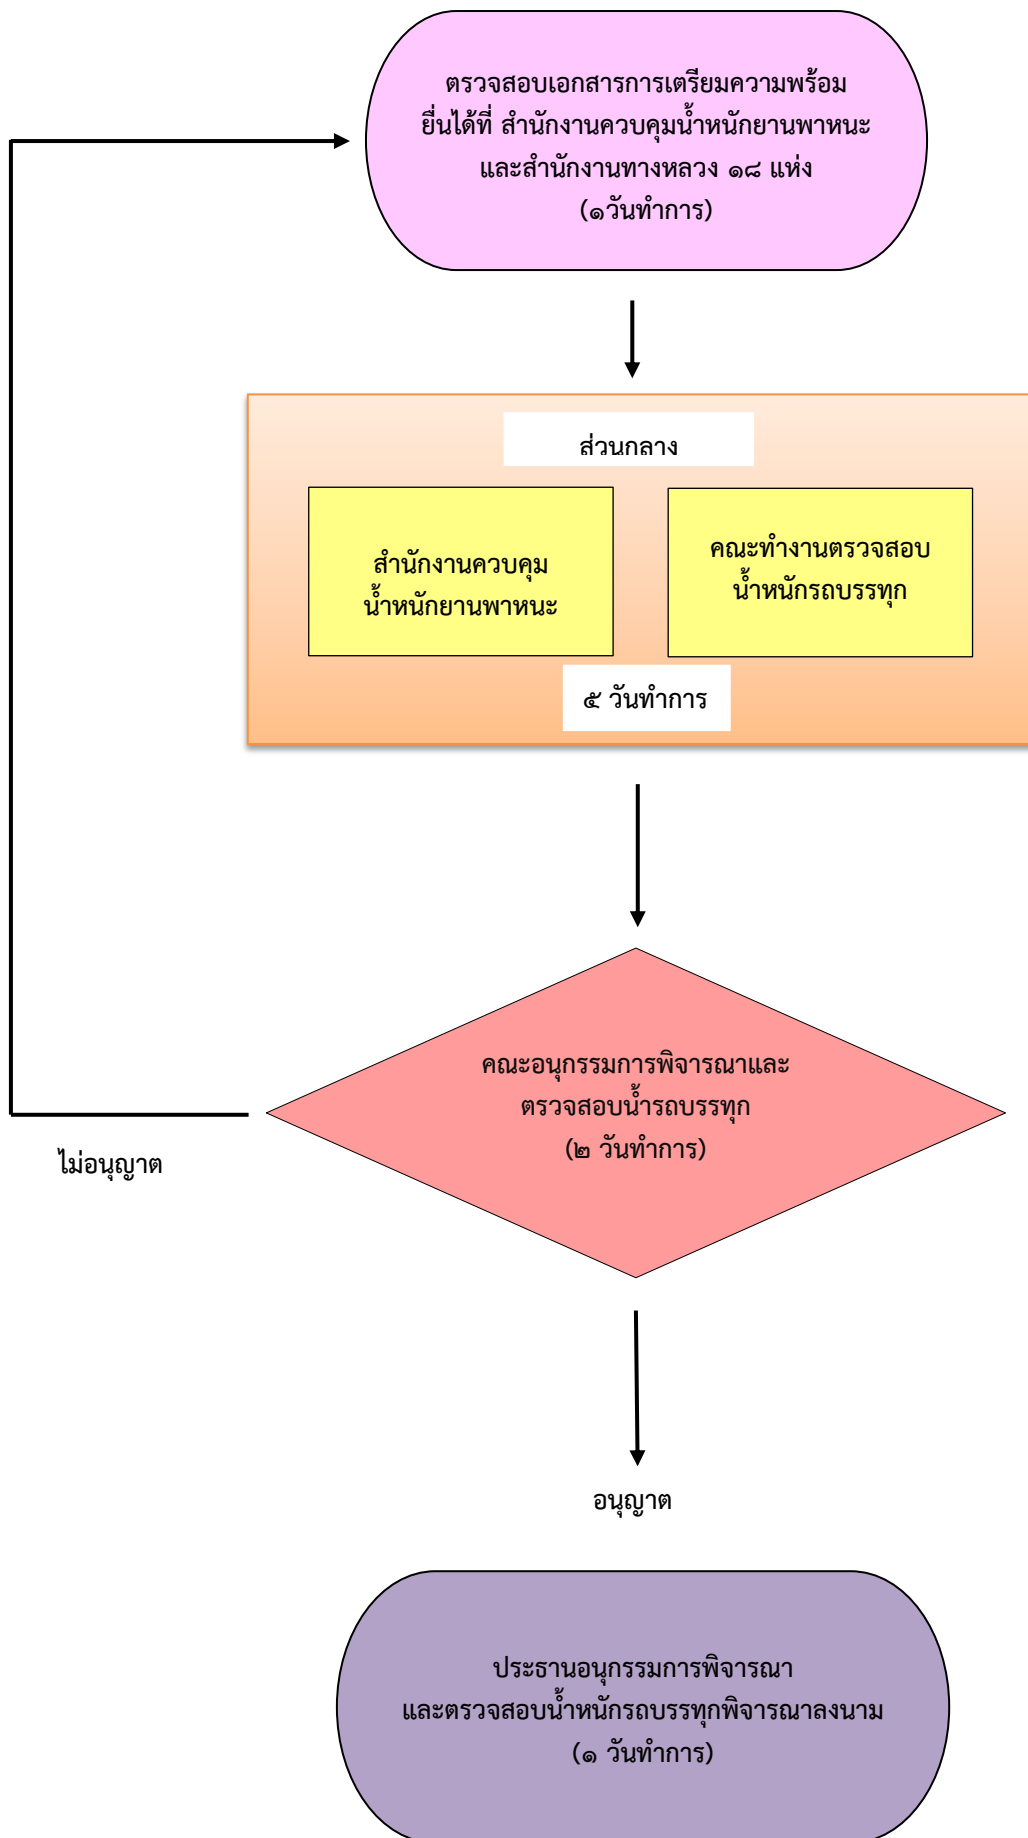 ตรวจสอบเอกสารการเตรียมความพร้อม
ยื่นได้ที่ สำนักงานควบคุมน้ำหนักยานพาหนะ
และสำนักงานทางหลวง ๑๘ แห่ง
(๑วันทำการ)
ส่วนกลาง
สำนักงานควบคุม
น้ำหนักยานพาหนะ
คณะทำงานตรวจสอบ
น้ำหนักรถบรรทุก
๕ วันทำการ
คณะอนุกรรมการพิจารณาและ
ตรวจสอบน้ำรถบรรทุก
(๒ วันทำการ)
ไม่อนุญาต
อนุญาต
ประธานอนุกรรมการพิจารณา
และตรวจสอบน้ำหนักรถบรรทุกพิจารณาลงนาม
(๑ วันทำการ)